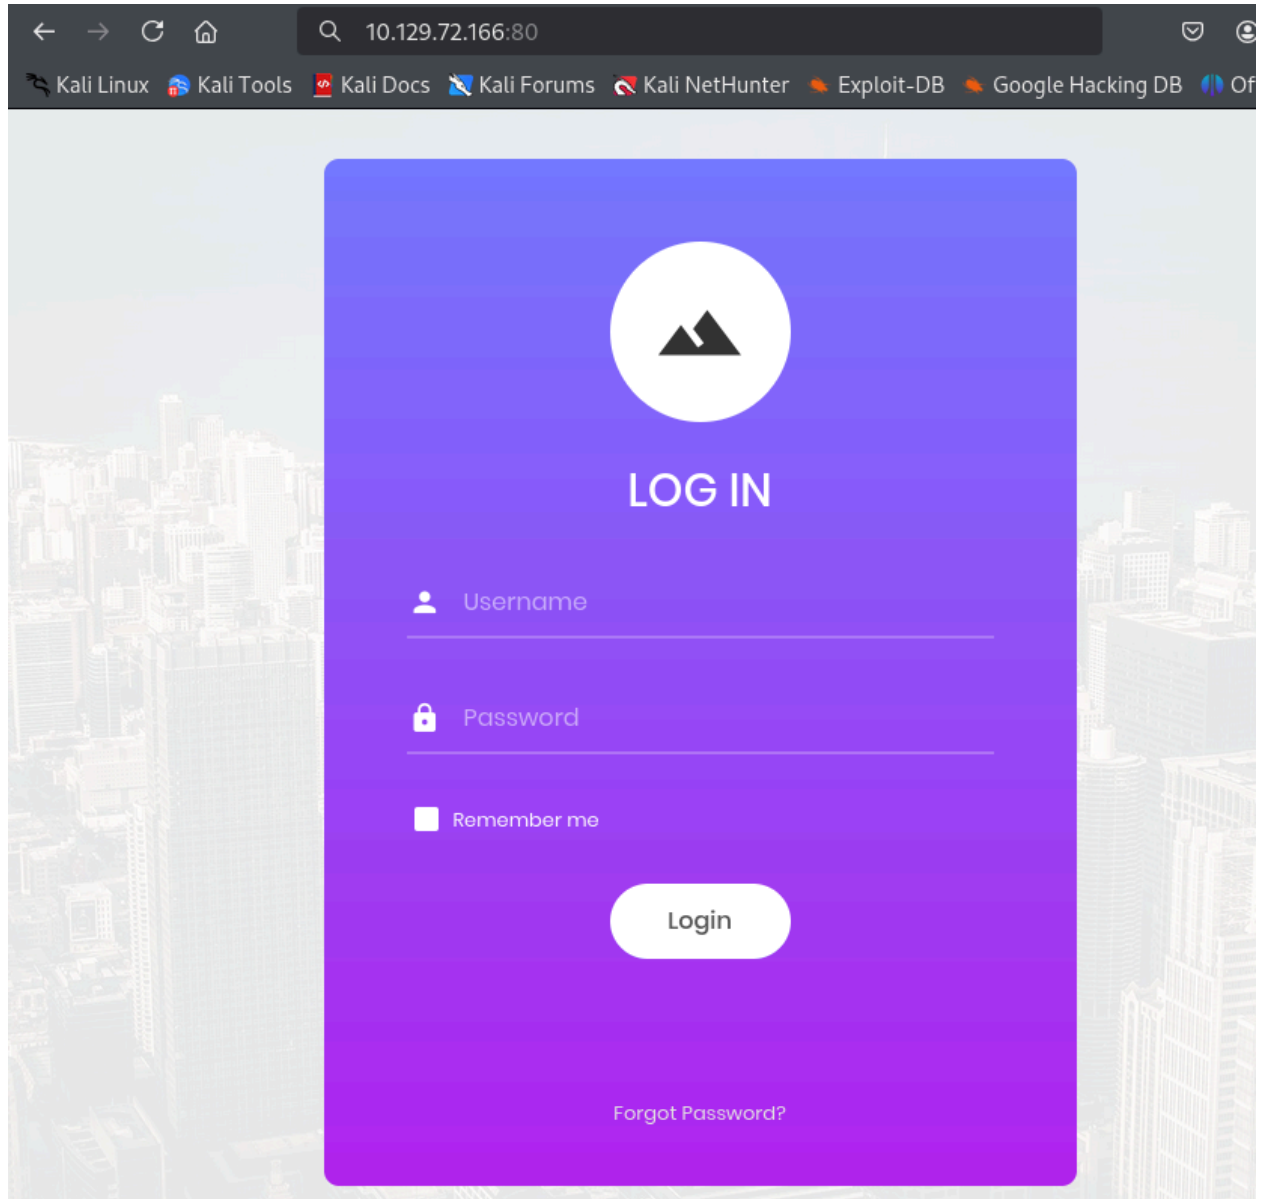 10.129.72.166:80
Kali Linux Kali Tools Kali Docs Kali Forums Kali NetHunter Exploit-DB Google Hacking DB Of
LOG IN
Username
Password
Remember me
Login
Forgot Password?